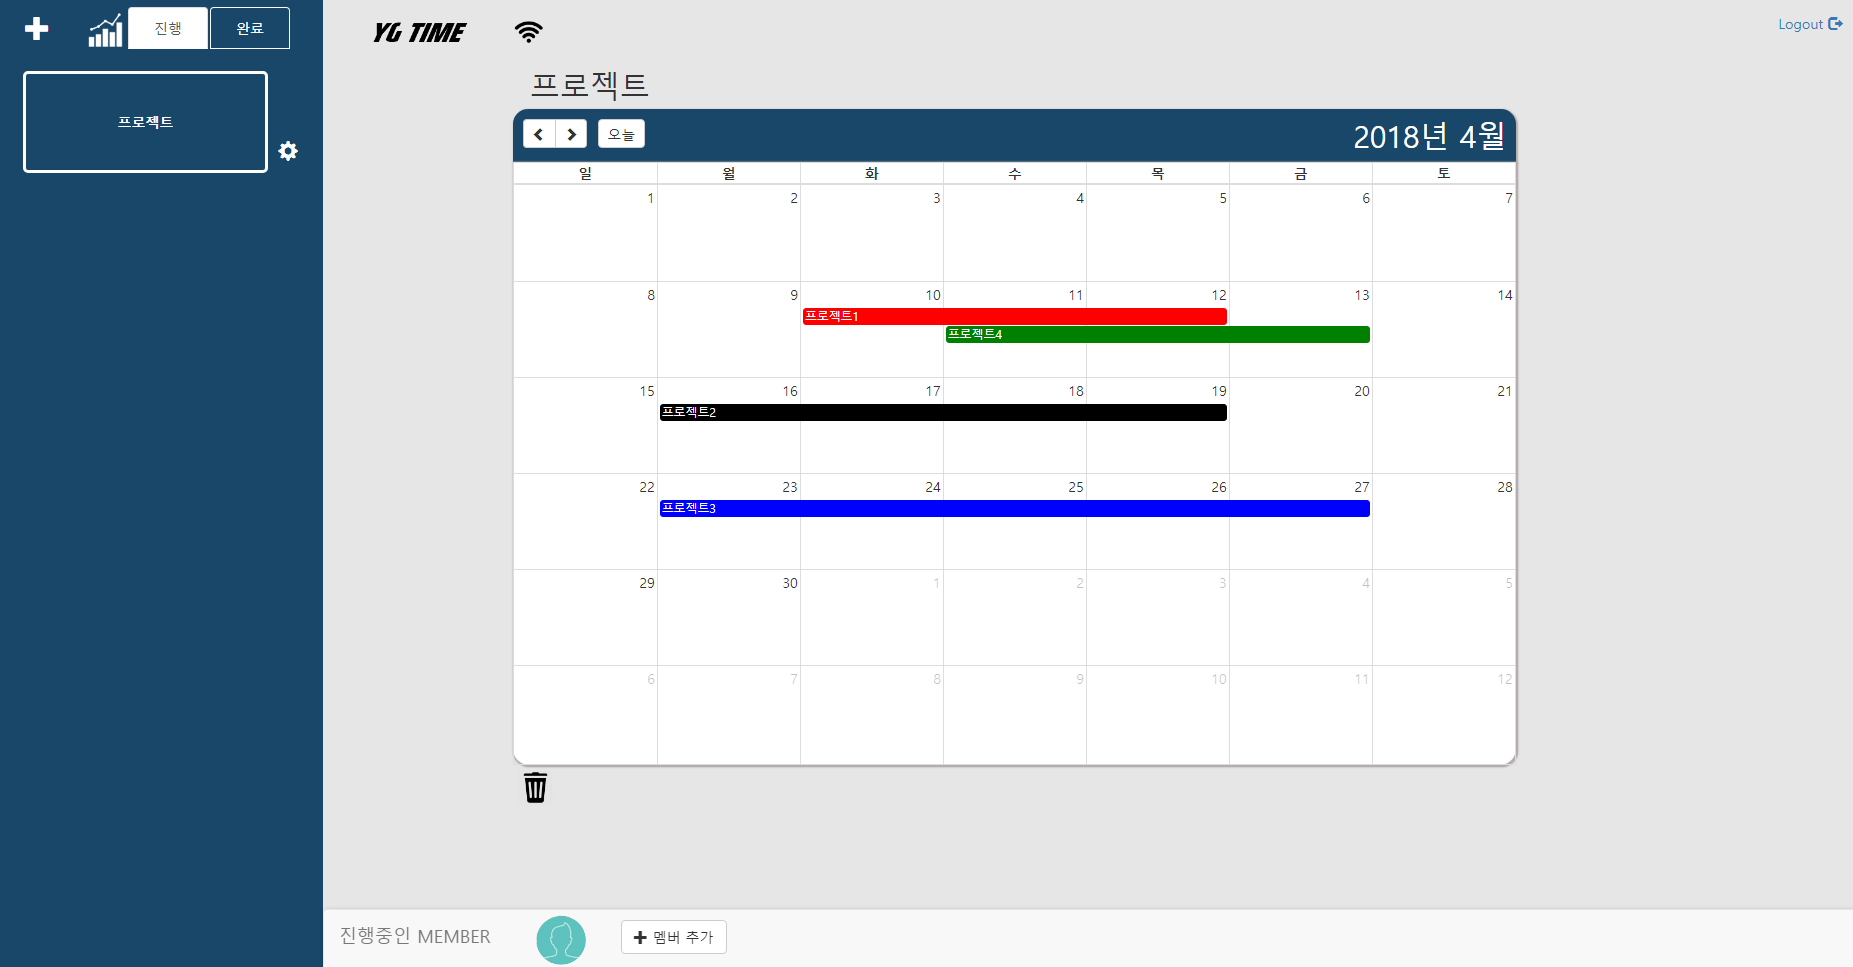 진행 완료
프로젝트
YG TIME
Logout
프로젝트
오늘
2018년 4월
일 월 화 수 목 금 토
1 2 3 4 5 6 7
8 9 10 11 12 13 14
프로젝트1
프로젝트4
15 16 17 18 19 20 21
프로젝트2
22 23 24 25 26 27 28
프로젝트3
29 30 1 2 3 4 5
6 7 8 9 10 11 12
진행중인 MEMBER
멤버 추가